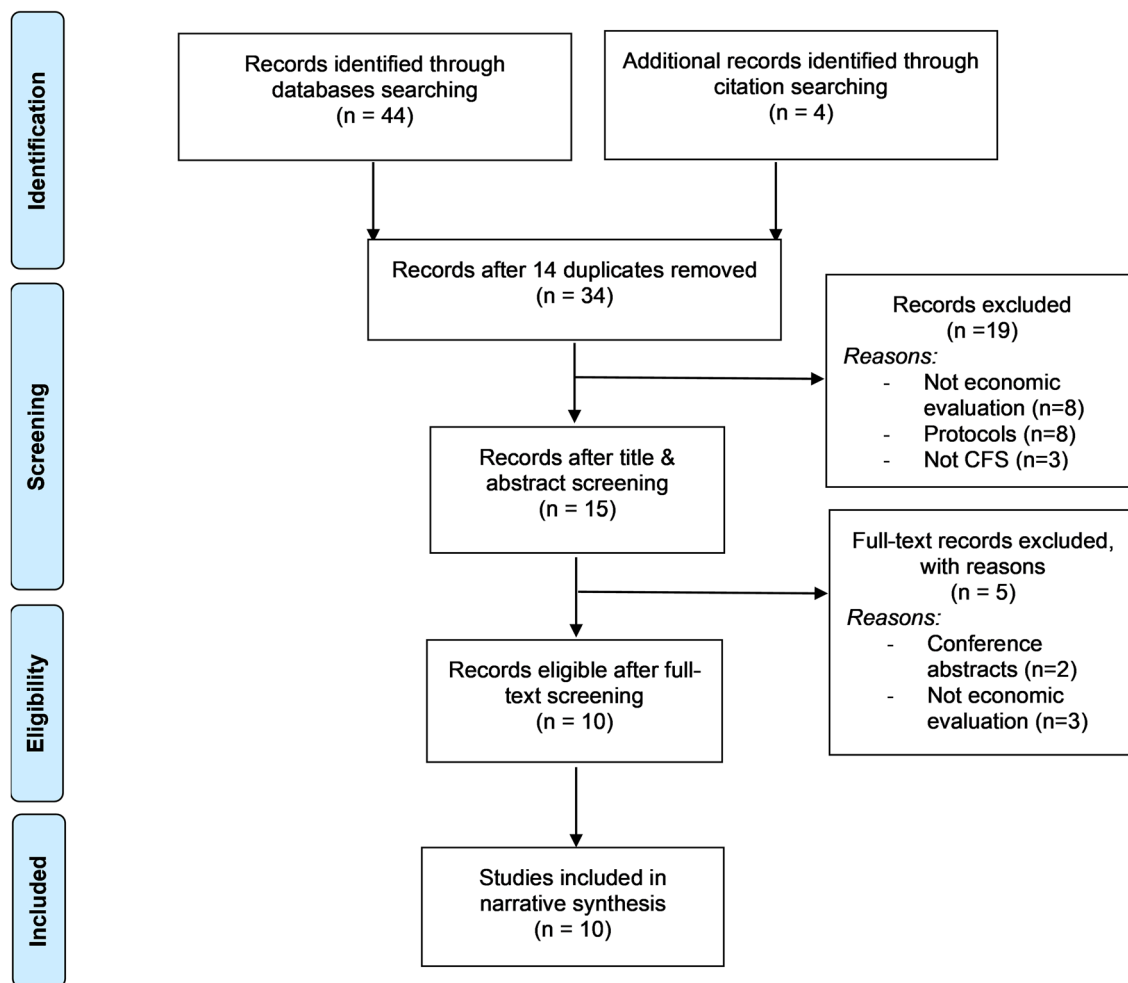 Identification
Records identified through
databases searching
(n = 44)
Additional records identified through
citation searching
(n = 4)
Records after 14 duplicates removed
(n = 34)
Screening
Records excluded
(n =19)
Reasons:
- Not economic
evaluation (n=8)
- Protocols (n=8)
- Not CFS (n=3)
Records after title &
abstract screening
(n = 15)
Full-text records excluded,
with reasons
(n = 5)
Reasons:
- Conference
abstracts (n=2)
- Not economic
evaluation (n=3)
Eligibility
Records eligible after full-
text screening
(n = 10)
Included
Studies included in
narrative synthesis
(n = 10)